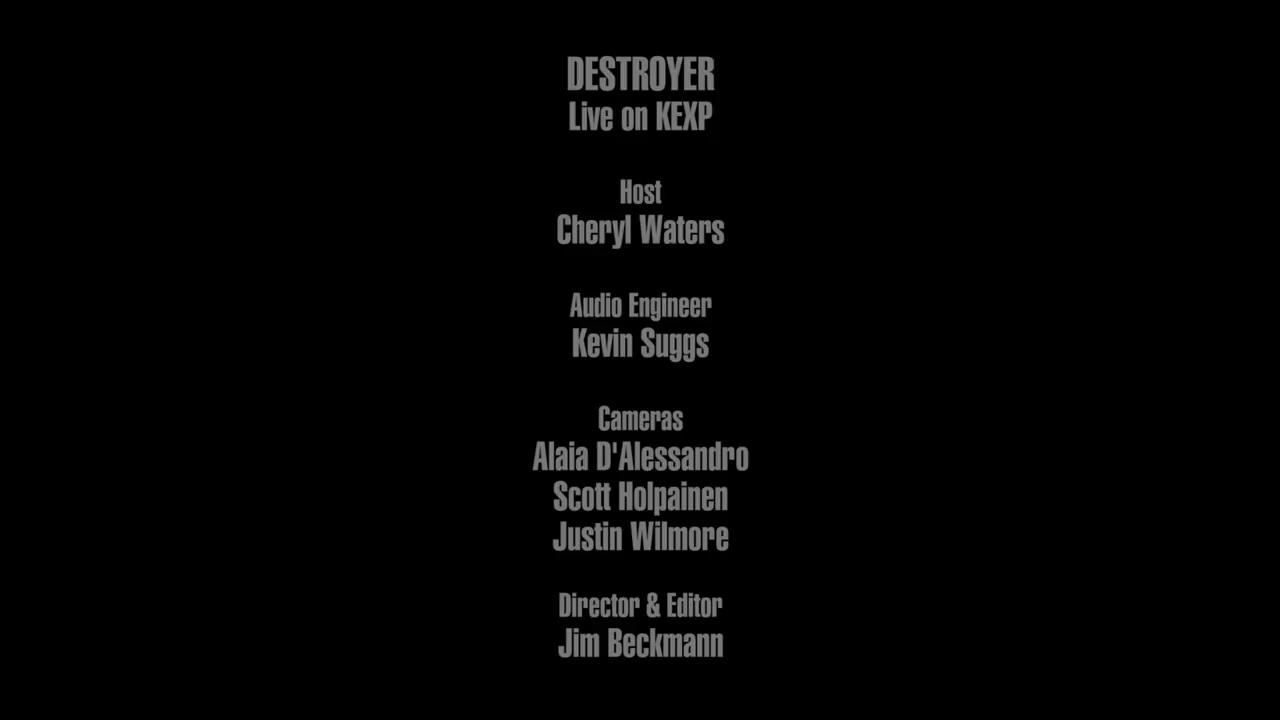 DESTROYER
Live on KEXP
Host
Cheryl Waters
Audio Engineer
Kevin Suggs
Cameras
Alaia D'Alessandro
Scott Holpainen
Justin Wilmore
Director & Editor
Jim Beckmann